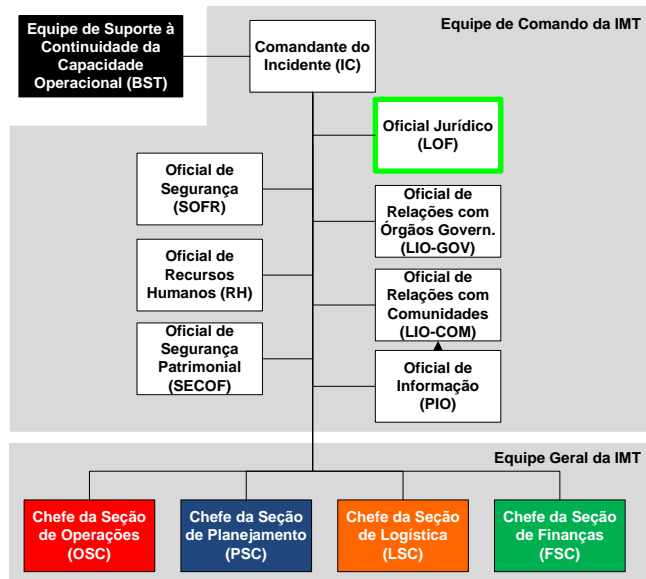 Equipe de Suporte à
Continuidade da
Capacidade
Operacional (BST)
Comandante do
Incidente (IC)
Equipe de Comando da IMT
Oficial Jurídico
(LOF)
Oficial de
Segurança
(SOFR)
Oficial de
Relações com
Órgãos Govern.
(LIO-GOV)
Oficial de
Recursos
Humanos (RH)
Oficial de
Relações com
Comunidades
(LIO-COM)
Oficial de
Segurança
Patrimonial
(SECOF)
Oficial de
Informação
(PIO)
Equipe Geral da IMT
Chefe da Seção
de Operações
(OSC)
Chefe da Seção
de Planejamento
(PSC)
Chefe da Seção
de Logística
(LSC)
Chefe da Seção
de Finanças
(FSC)